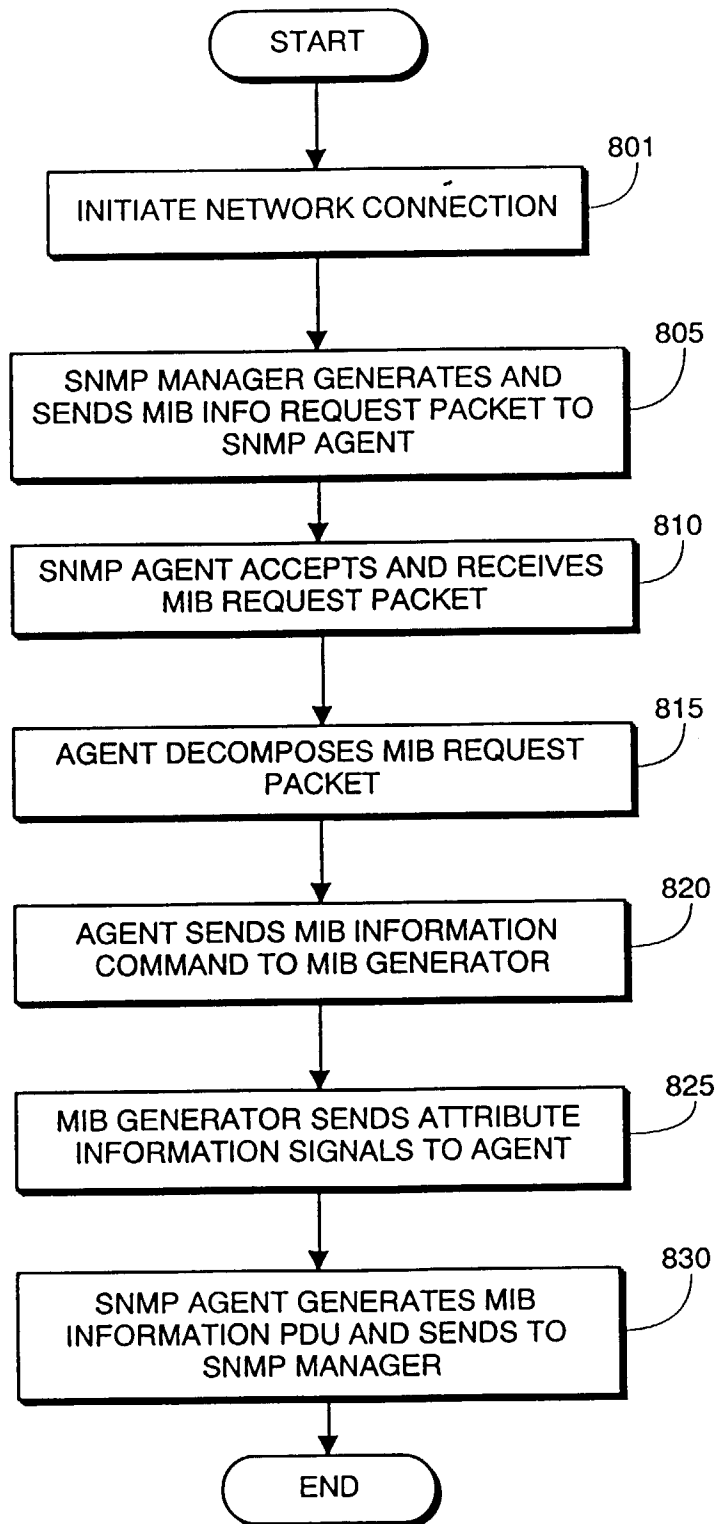 START
801
INITIATE NETWORK CONNECTION
805
SNMP MANAGER GENERATES AND
SENDS MIB INFO REQUEST PACKET TO
SNMP AGENT
810
SNMP AGENT ACCEPTS AND RECEIVES
MIB REQUEST PACKET
815
AGENT DECOMPOSES MIB REQUEST
PACKET
820
AGENT SENDS MIB INFORMATION
COMMAND TO MIB GENERATOR
825
MIB GENERATOR SENDS ATTRIBUTE
INFORMATION SIGNALS TO AGENT
830
SNMP AGENT GENERATES MIB
INFORMATION PDU AND SENDS TO
SNMP MANAGER
END